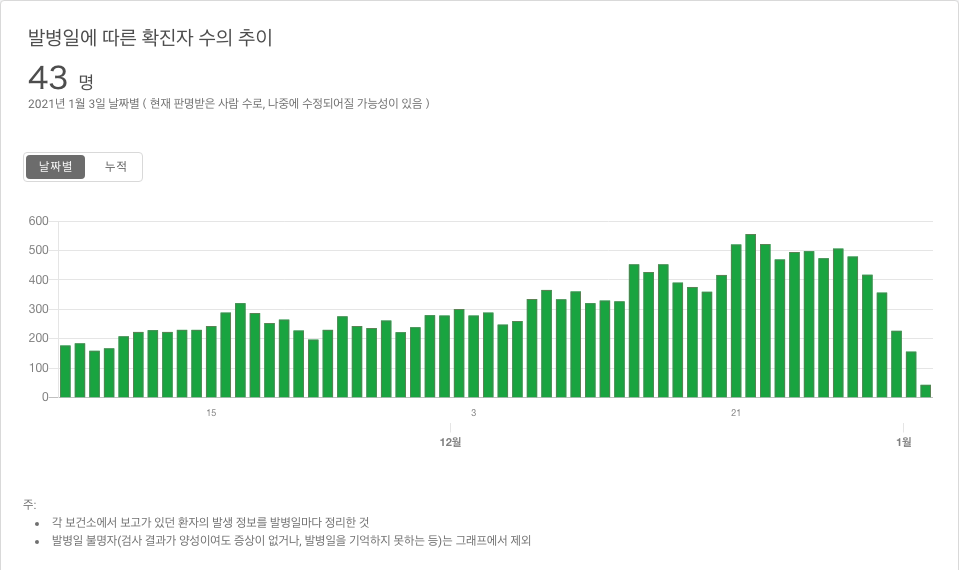 발병일에 따른 확진자 수의 추이
43 명
2021년 1월 3일 날짜별 ( 현재 판명받은 사람 수로, 나중에 수정되어질 가능성이 있음 )
날짜별 누적
600
500
400
300
200
100
0
15 3 21
12월 1월
주:
• 각 보건소에서 보고가 있던 환자의 발생 정보를 발병일마다 정리한 것
• 발병일 불명자(검사 결과가 양성이여도 증상이 없거나, 발병일을 기억하지 못하는 등)는 그래프에서 제외